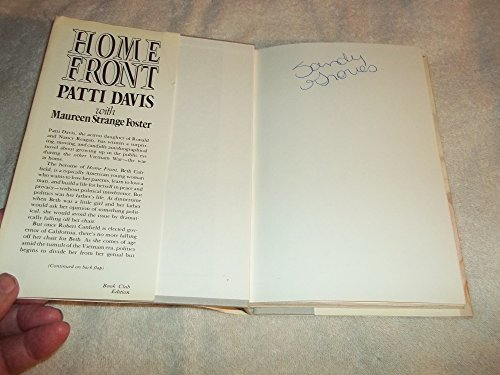 HOME
FRONT
PATTI DAVIS
with
Maureen Strange Foster
Patti Davis, the actress daughter of Ronald
and Nancy Reagan, has written a surpris-
ing, moving, and candidly autobiographical
novel about growing up in the public eye
during the other Vietnam War—the war
at home.
The heroine of Home Front, Beth Can-
field, is a typically American young woman
who wants to love her parents, learn to love a
man, and build a life for herself in peace and
privacy—without political interference. But
politics was her father's life. At dinnertime
when Beth was a little girl and her father
would ask her opinion of something polit-
ical, she would avoid the issue by dramat-
ically falling off her chair.
But once Robert Canfield is elected gov-
ernor of California, there's no more falling
off her chair for Beth. As she comes of age
amidst the tumult of the Vietnam era, politics
begins to divide her from her genial but
(Continued on back flap)
Book Club
Edition
Sandy
Groves